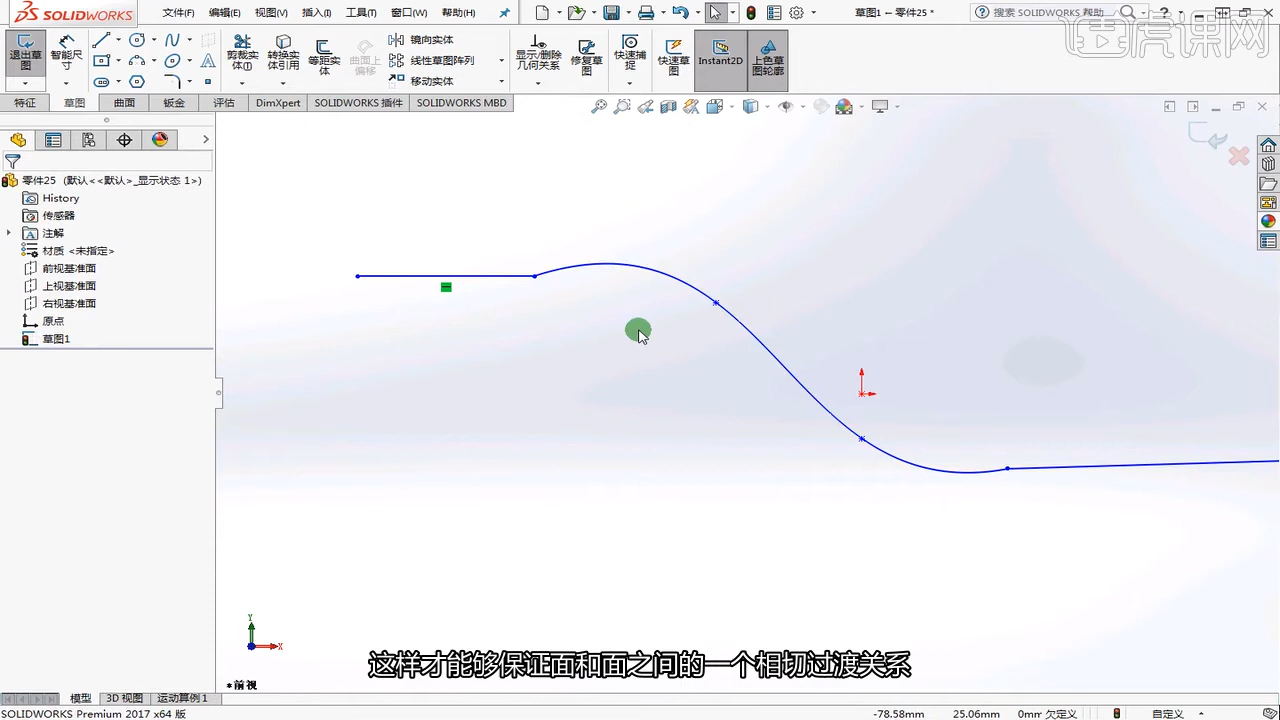 SOLIDWORKS 文件(F) 编辑(E) 视图(V) 插入(I) 工具(T) 窗口(W) 帮助(H) 草图1 - 零件25 * 搜索 SOLIDWORKS 帮助
虎课网
退出草图 智能尺寸 剪裁实体(T) 转换实体引用 等距实体 曲面上偏移 镜向实体 线性草图阵列 移动实体 显示/删除几何关系 修复草图 快速捕捉 快速草图 Instant2D 上色草图轮廓
特征 草图 曲面 钣金 评估 DimXpert SOLIDWORKS 插件 SOLIDWORKS MBD
零件25 (默认<<默认>_显示状态 1>)
History
传感器
注解
材质 <未指定>
前视基准面
上视基准面
右视基准面
原点
草图1
Y
X
这样才能够保证面和面之间的一个相切过渡关系
*前視
模型 3D 视图 运动算例 1
SOLIDWORKS Premium 2017 x64 版 -78.58mm 25.06mm 0mm 欠定义 自定义